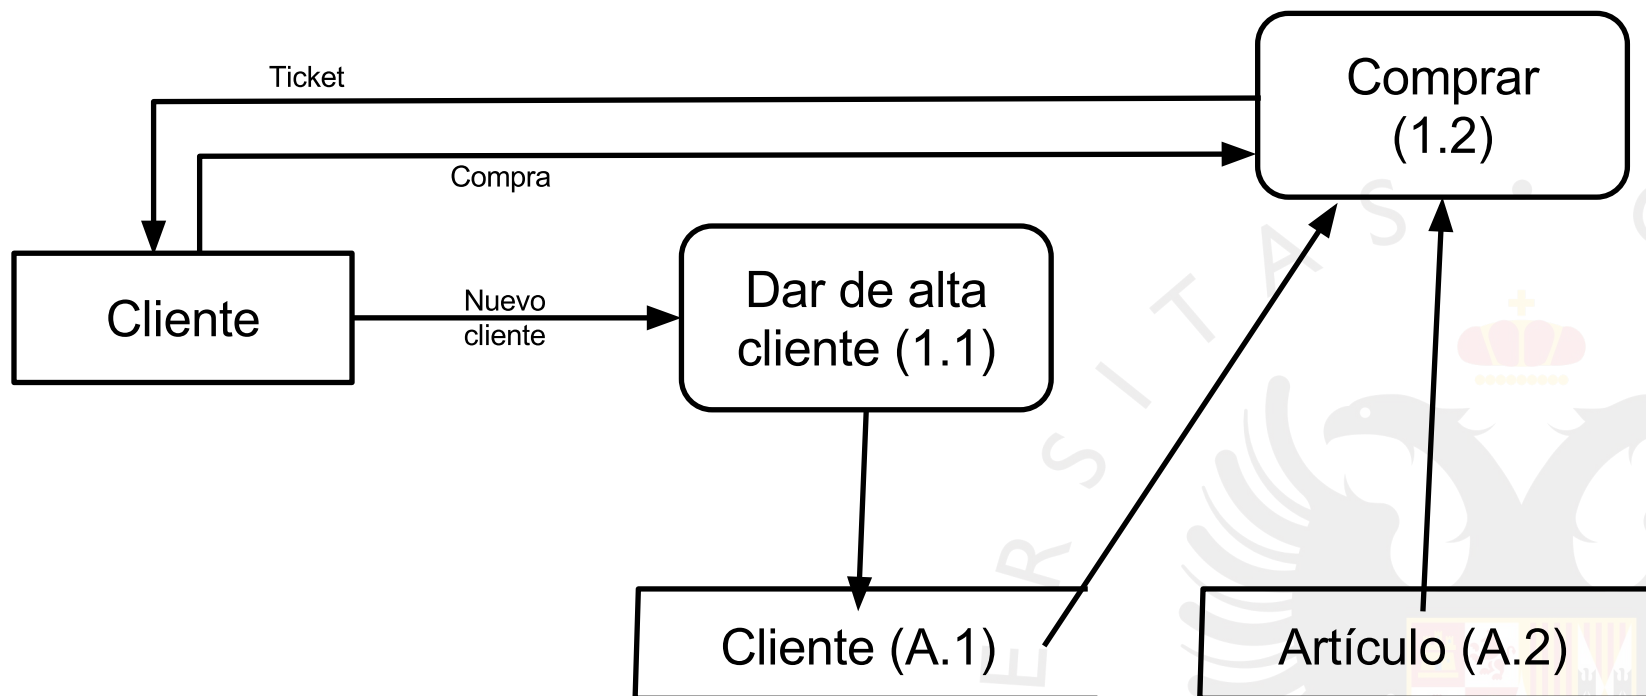 Ticket
Comprar
(1.2)
Compra
Cliente
Nuevo
cliente
Dar de alta
cliente (1.1)
Cliente (A.1)
Artículo (A.2)
E R S I T A S